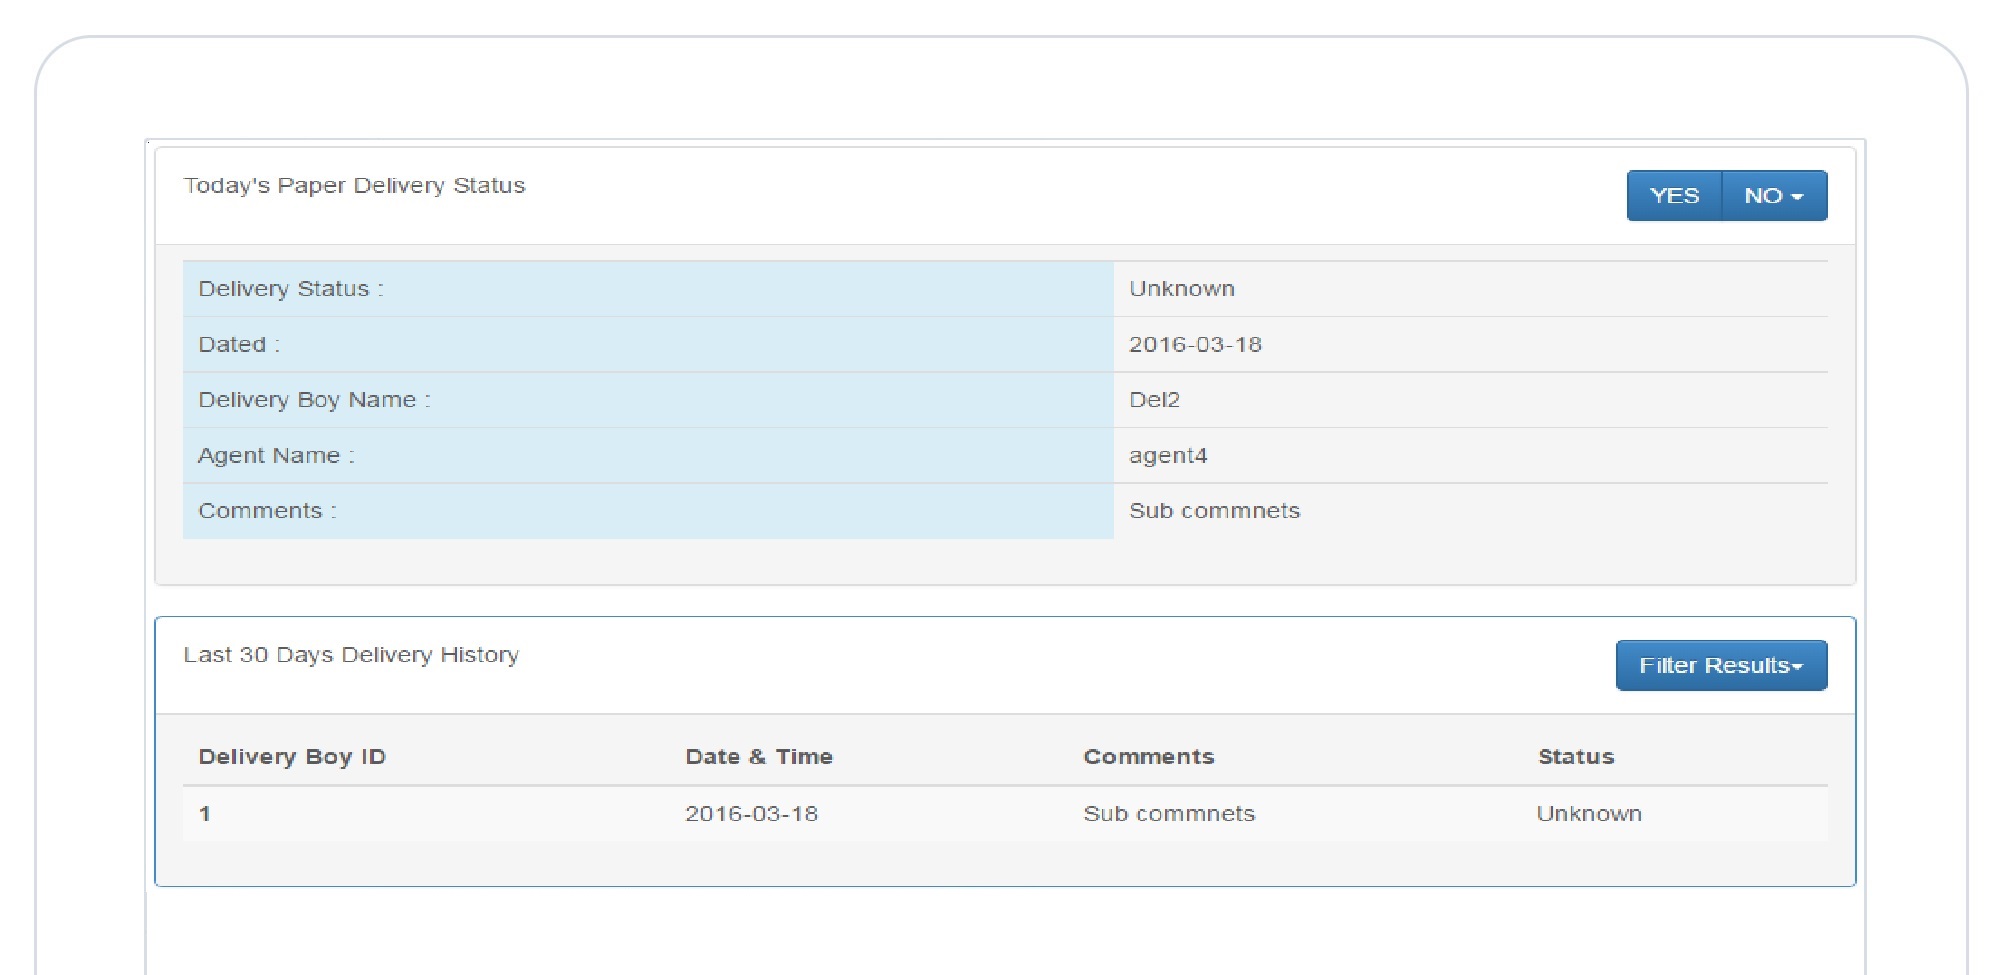 Today's Paper Delivery Status
YES NO
Delivery Status : Unknown
Dated : 2016-03-18
Delivery Boy Name : Del2
Agent Name : agent4
Comments : Sub commnets
Last 30 Days Delivery History
Filter Results
Delivery Boy ID Date & Time Comments Status
1 2016-03-18 Sub commnets Unknown